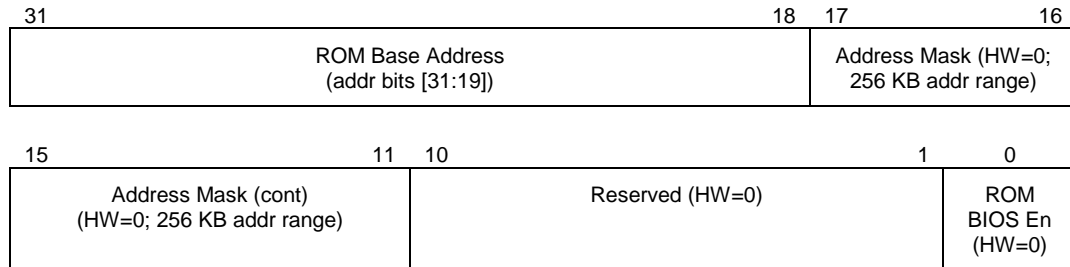 31 18 17 16
ROM Base Address
(addr bits [31:19])
Address Mask (HW=0;
256 KB addr range)
15 11 10 1 0
Address Mask (cont)
(HW=0; 256 KB addr range)
Reserved (HW=0)
ROM
BIOS En
(HW=0)